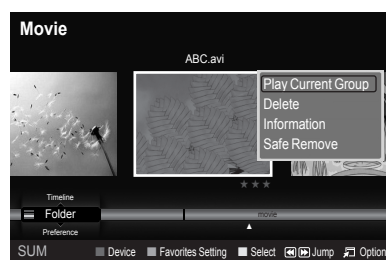 Movie
ABC.avi
Play Current Group
Delete
Information
Safe Remove
Timeline
Folder
Preference
movie
SUM
Device
Favorites Setting
Select
Jump
Option